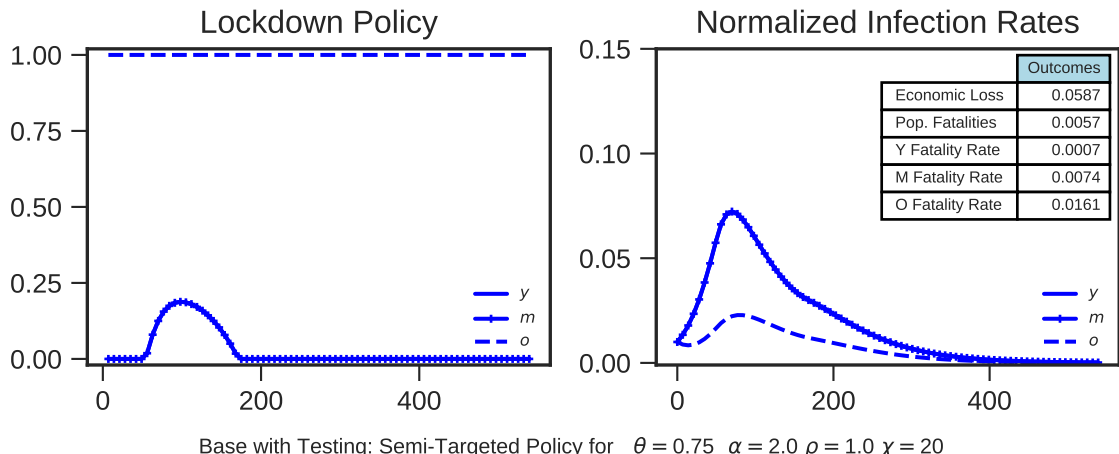 Lockdown Policy
1.00
0.75
0.50
0.25
0.00
0
200
400
y
m
o
Normalized Infection Rates
0.15
0.10
0.05
0.00
0
200
400
Outcomes
Economic Loss 0.0587
Pop. Fatalities 0.0057
Y Fatality Rate 0.0007
M Fatality Rate 0.0074
O Fatality Rate 0.0161
y
m
o
Base with Testing: Semi-Targeted Policy for θ = 0.75 α = 2.0 ρ = 1.0 χ = 20